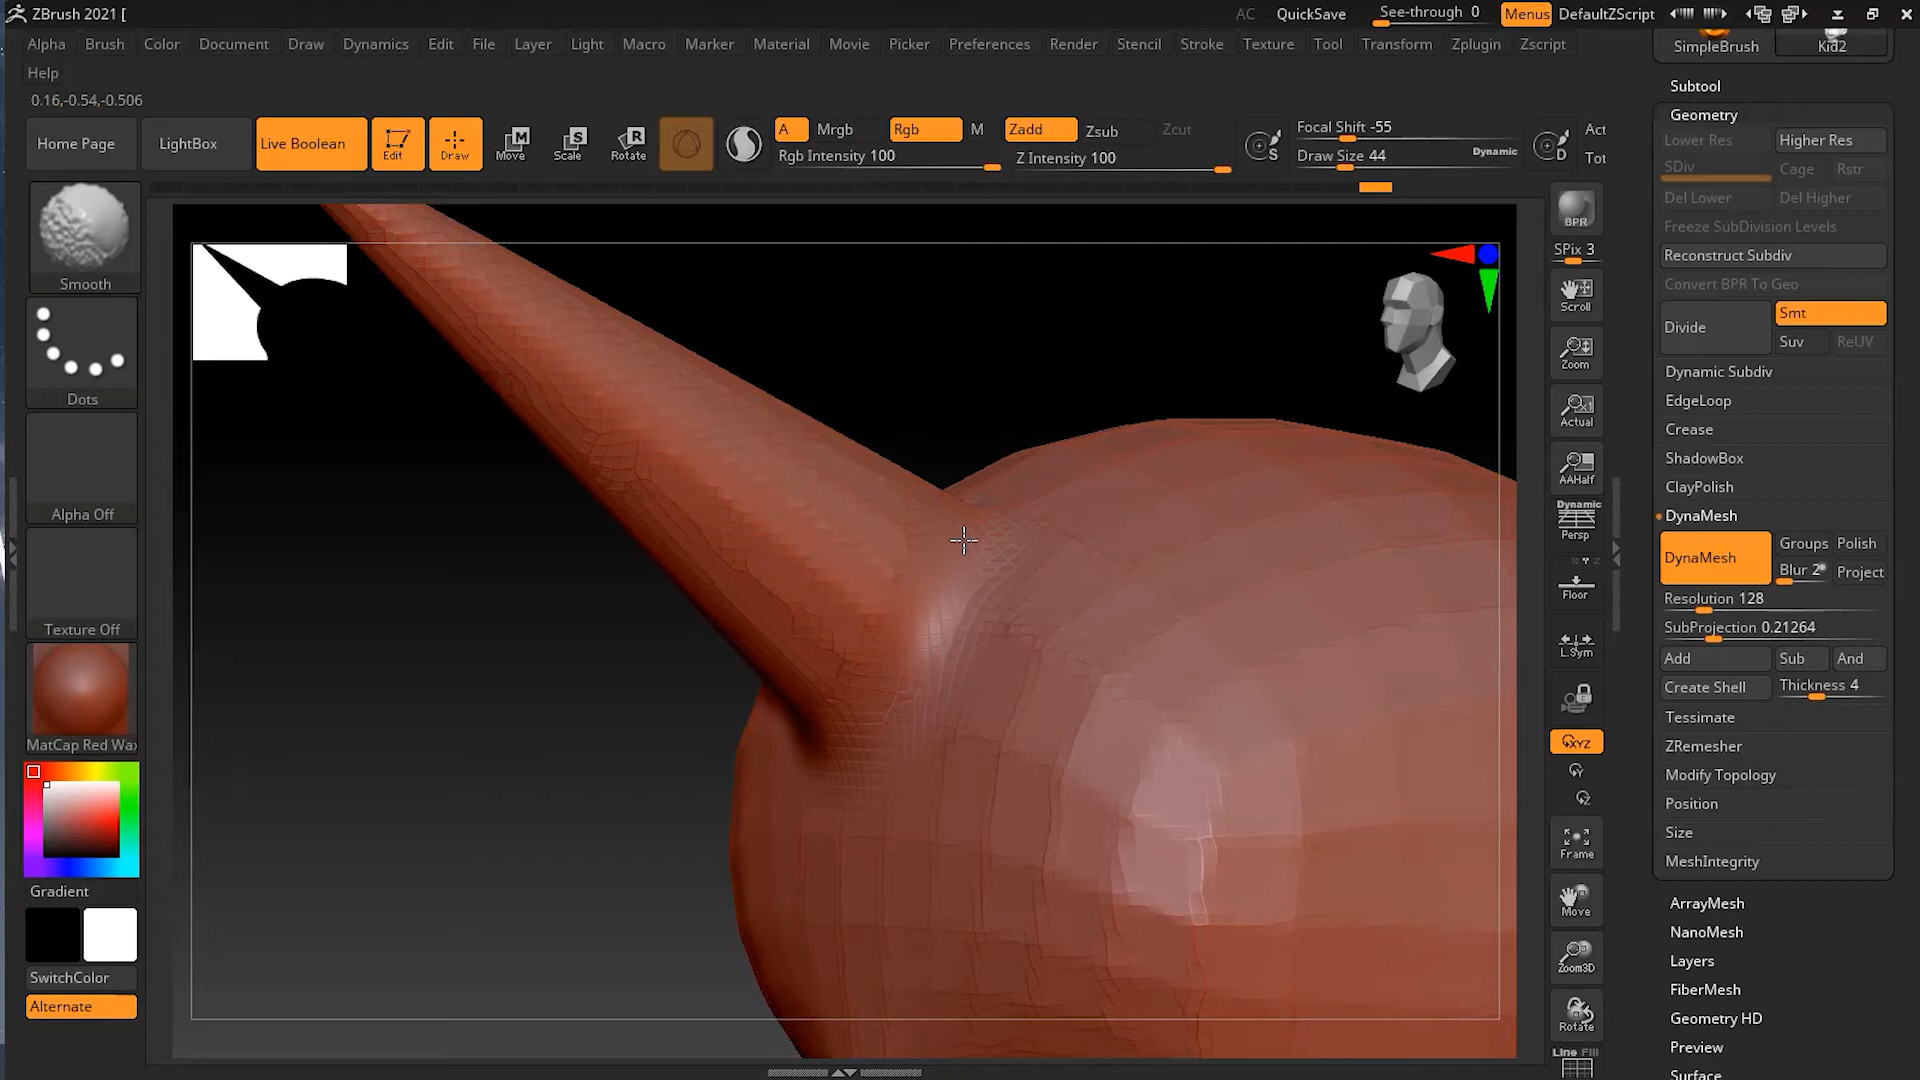 ZBrush 2021 [
AC QuickSave See-through 0 Menus DefaultZScript
Alpha Brush Color Document Draw Dynamics Edit File Layer Light Macro Marker Material Movie Picker Preferences Render Stencil Stroke Texture Tool Transform Zplugin Zscript
Help
0.16,-0.54,-0.506
Home Page
LightBox
Live Boolean
Edit
Draw
M
Move
S
Scale
R
Rotate
A Mrgb Rgb M Zadd Zsub Zcut
Rgb Intensity 100 Z Intensity 100
S
Focal Shift -55
Draw Size 44 Dynamic
D
Act
Tot
Smooth
Dots
Alpha Off
Texture Off
MatCap Red Wax
Gradient
SwitchColor
Alternate
BPR
SPix 3
Scroll
Zoom
Actual
AAHalf
Dynamic
Persp
Floor
L.Sym
XYZ
Y
Z
Frame
Move
Zoom3D
Rotate
Line Fill
SimpleBrush Kid2
Subtool
Geometry
Lower Res Higher Res
SDiv Cage Rstr
Del Lower Del Higher
Freeze SubDivision Levels
Reconstruct Subdiv
Convert BPR To Geo
Divide Smt
Suv ReUV
Dynamic Subdiv
EdgeLoop
Crease
ShadowBox
ClayPolish
DynaMesh
DynaMesh Groups Polish
Blur 2 Project
Resolution 128
SubProjection 0.21264
Add Sub And
Create Shell Thickness 4
Tessimate
ZRemesher
Modify Topology
Position
Size
MeshIntegrity
ArrayMesh
NanoMesh
Layers
FiberMesh
Geometry HD
Preview
Surface